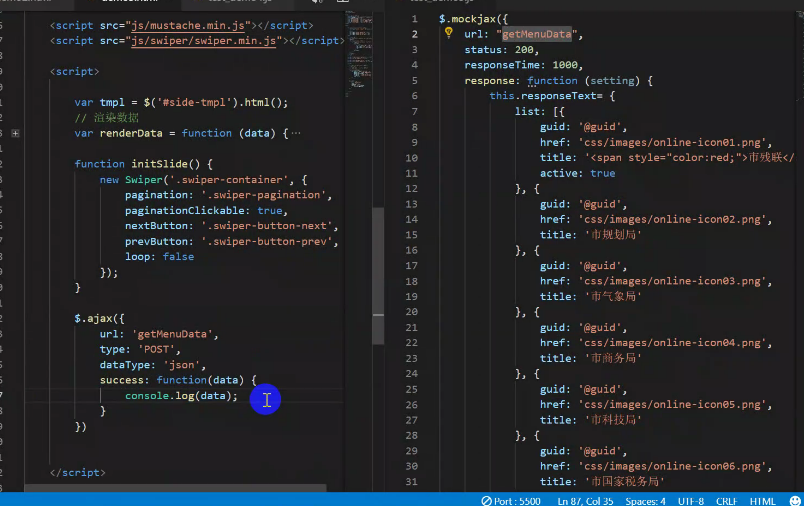 <script src="js/mustache.min.js"></script>
<script src="js/swiper/swiper.min.js"></script>
<script>
var tmpl = $('#side-tmpl').html();
// 渲染数据
var renderData = function (data) {···
function initSlide() {
new Swiper('.swiper-container', {
pagination: '.swiper-pagination',
paginationClickable: true,
nextButton: '.swiper-button-next',
prevButton: '.swiper-button-prev',
loop: false
});
}
$.ajax({
url: 'getMenuData',
type: 'POST',
dataType: 'json',
success: function(data) {
console.log(data);
}
})
</script>
1 $.mockjax({
2 url: "getMenuData",
3 status: 200,
4 responseTime: 1000,
5 response: function (setting) {
6 this.responseText= {
7 list: [{
8 guid: '@guid',
9 href: 'css/images/online-icon01.png',
10 title: '<span style="color:red;">市残联</
11 active: true
12 }, {
13 guid: '@guid',
14 href: 'css/images/online-icon02.png',
15 title: '市规划局'
16 }, {
17 guid: '@guid',
18 href: 'css/images/online-icon03.png',
19 title: '市气象局'
20 }, {
21 guid: '@guid',
22 href: 'css/images/online-icon04.png',
23 title: '市商务局'
24 }, {
25 guid: '@guid',
26 href: 'css/images/online-icon05.png',
27 title: '市科技局'
28 }, {
29 guid: '@guid',
30 href: 'css/images/online-icon06.png',
31 title: '市国家税务局'
Port : 5500 Ln 87, Col 35 Spaces: 4 UTF-8 CRLF HTML